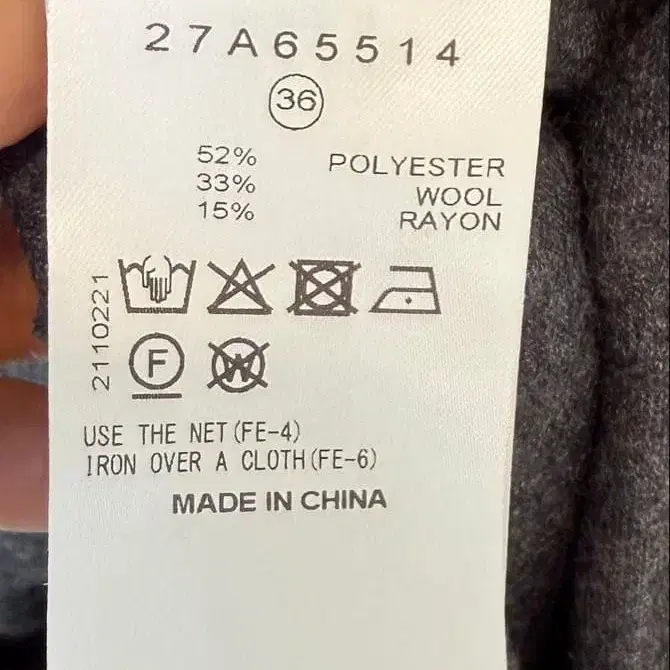 27A65514
36
52% POLYESTER
33% WOOL
15% RAYON
2110221
F W
USE THE NET(FE-4)
IRON OVER A CLOTH(FE-6)
MADE IN CHINA